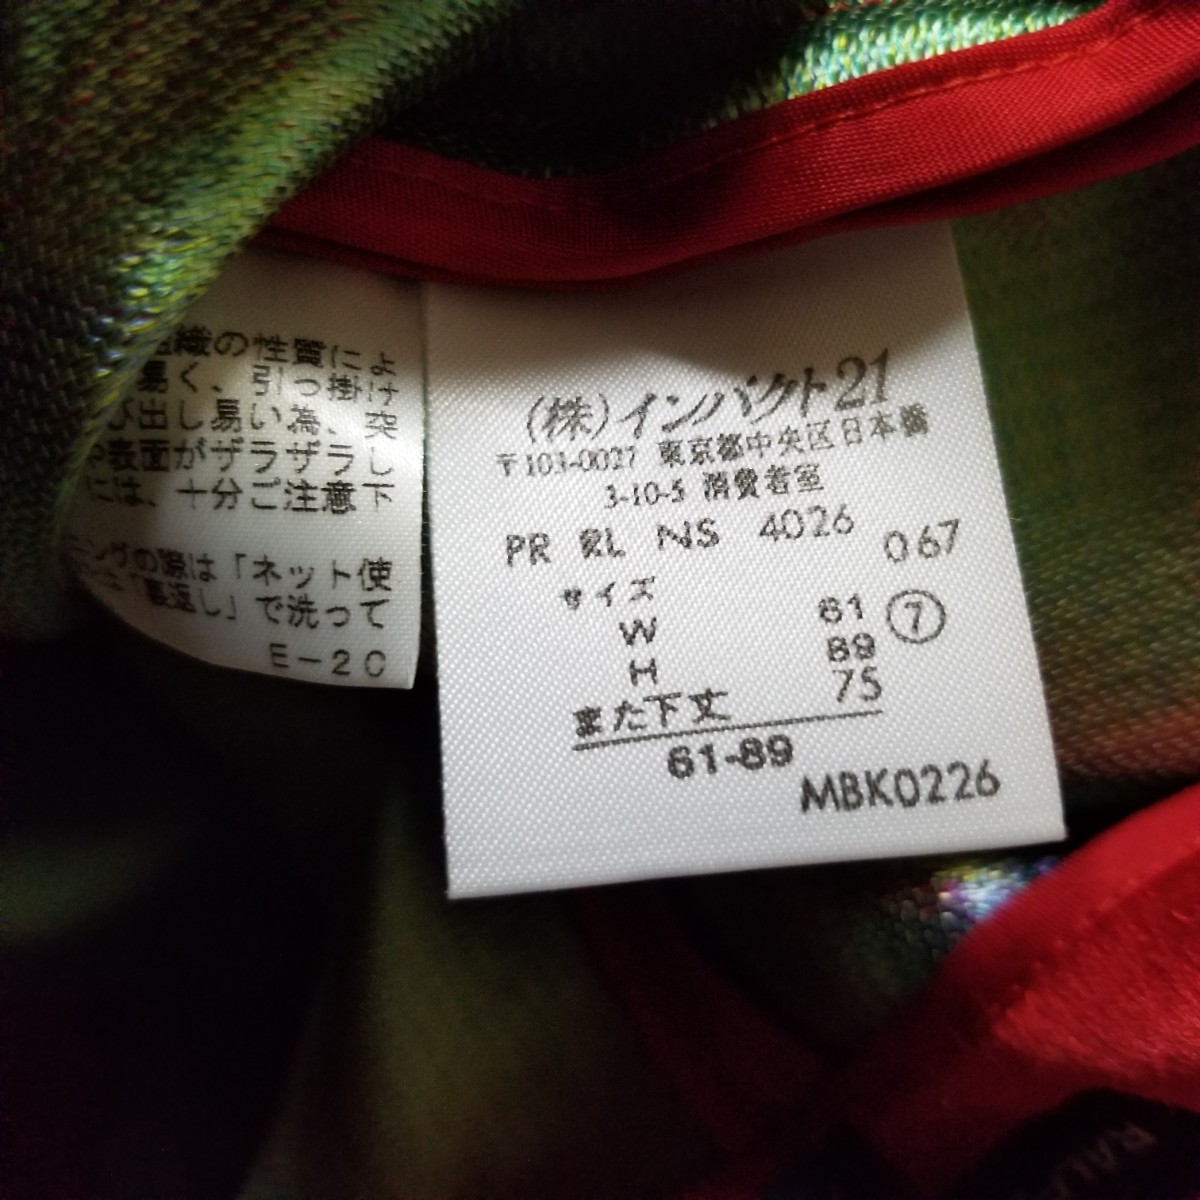 組織の性質によ
易く、引っ掛け
び出し易い為、突
や表面がザラザラし
には、十分ご注意下
ングの際は「ネット使
「裏返し」で洗って
E-2C
(株)インパクト21
〒103-0027 東京都中央区日本橋
3-10-5 消費者室
PR RL NS 4026 067
サイズ ⑦
W 61
H 89
また下丈 75
61-89
MBK0226
RAL